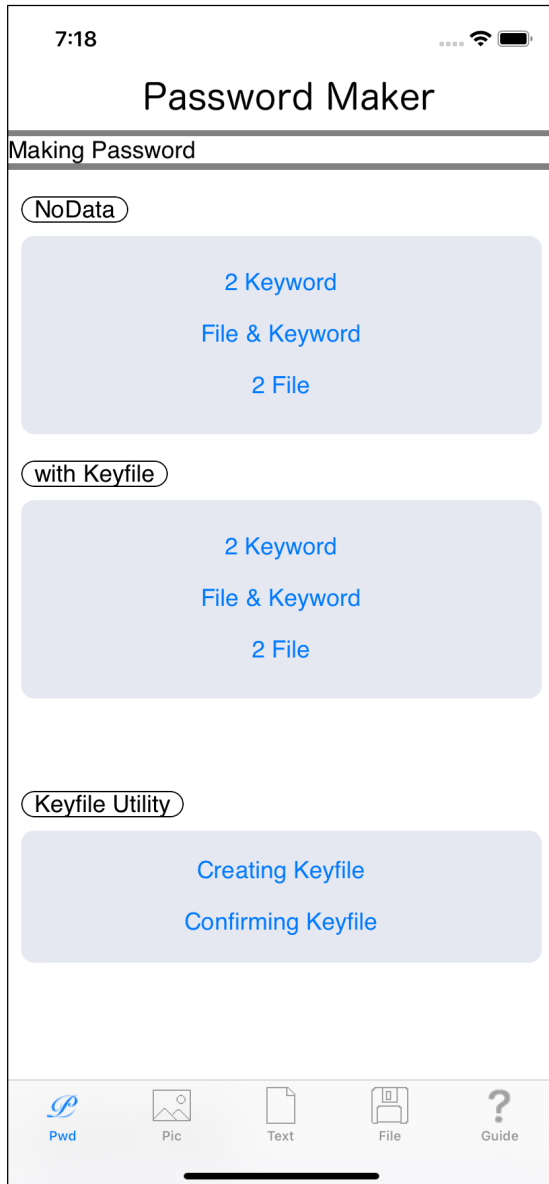 7:18
Password Maker
Making Password
NoData
2 Keyword
File & Keyword
2 File
with Keyfile
2 Keyword
File & Keyword
2 File
Keyfile Utility
Creating Keyfile
Confirming Keyfile
Pwd Pic Text File Guide